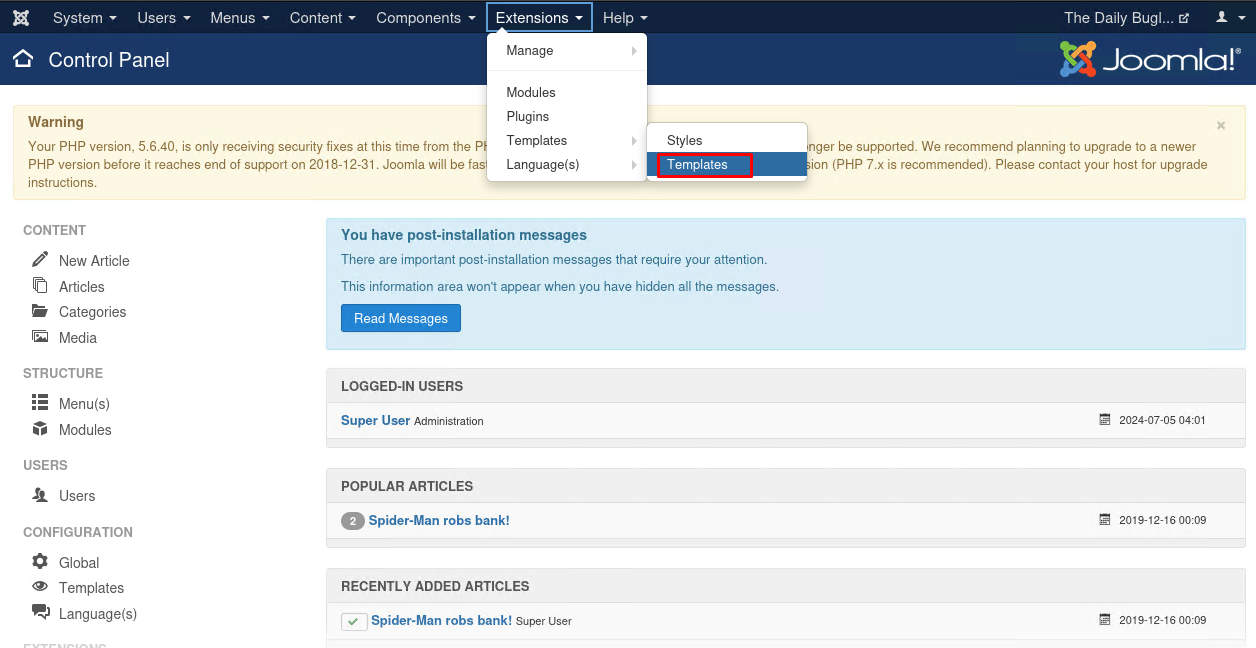 System Users Menus Content Components Extensions Help The Daily Bugl...
Control Panel Joomla!®
Manage
Modules
Plugins
Templates
Language(s)
Styles
Templates
Warning
Your PHP version, 5.6.40, is only receiving security fixes at this time from the PH onger be supported. We recommend planning to upgrade to a newer
PHP version before it reaches end of support on 2018-12-31. Joomla will be fast sion (PHP 7.x is recommended). Please contact your host for upgrade
instructions.
CONTENT
New Article
Articles
Categories
Media
STRUCTURE
Menu(s)
Modules
USERS
Users
CONFIGURATION
Global
Templates
Language(s)
EXTENSIONS
You have post-installation messages
There are important post-installation messages that require your attention.
This information area won't appear when you have hidden all the messages.
Read Messages
LOGGED-IN USERS
Super User Administration 2024-07-05 04:01
POPULAR ARTICLES
2 Spider-Man robs bank! 2019-12-16 00:09
RECENTLY ADDED ARTICLES
Spider-Man robs bank! Super User 2019-12-16 00:09